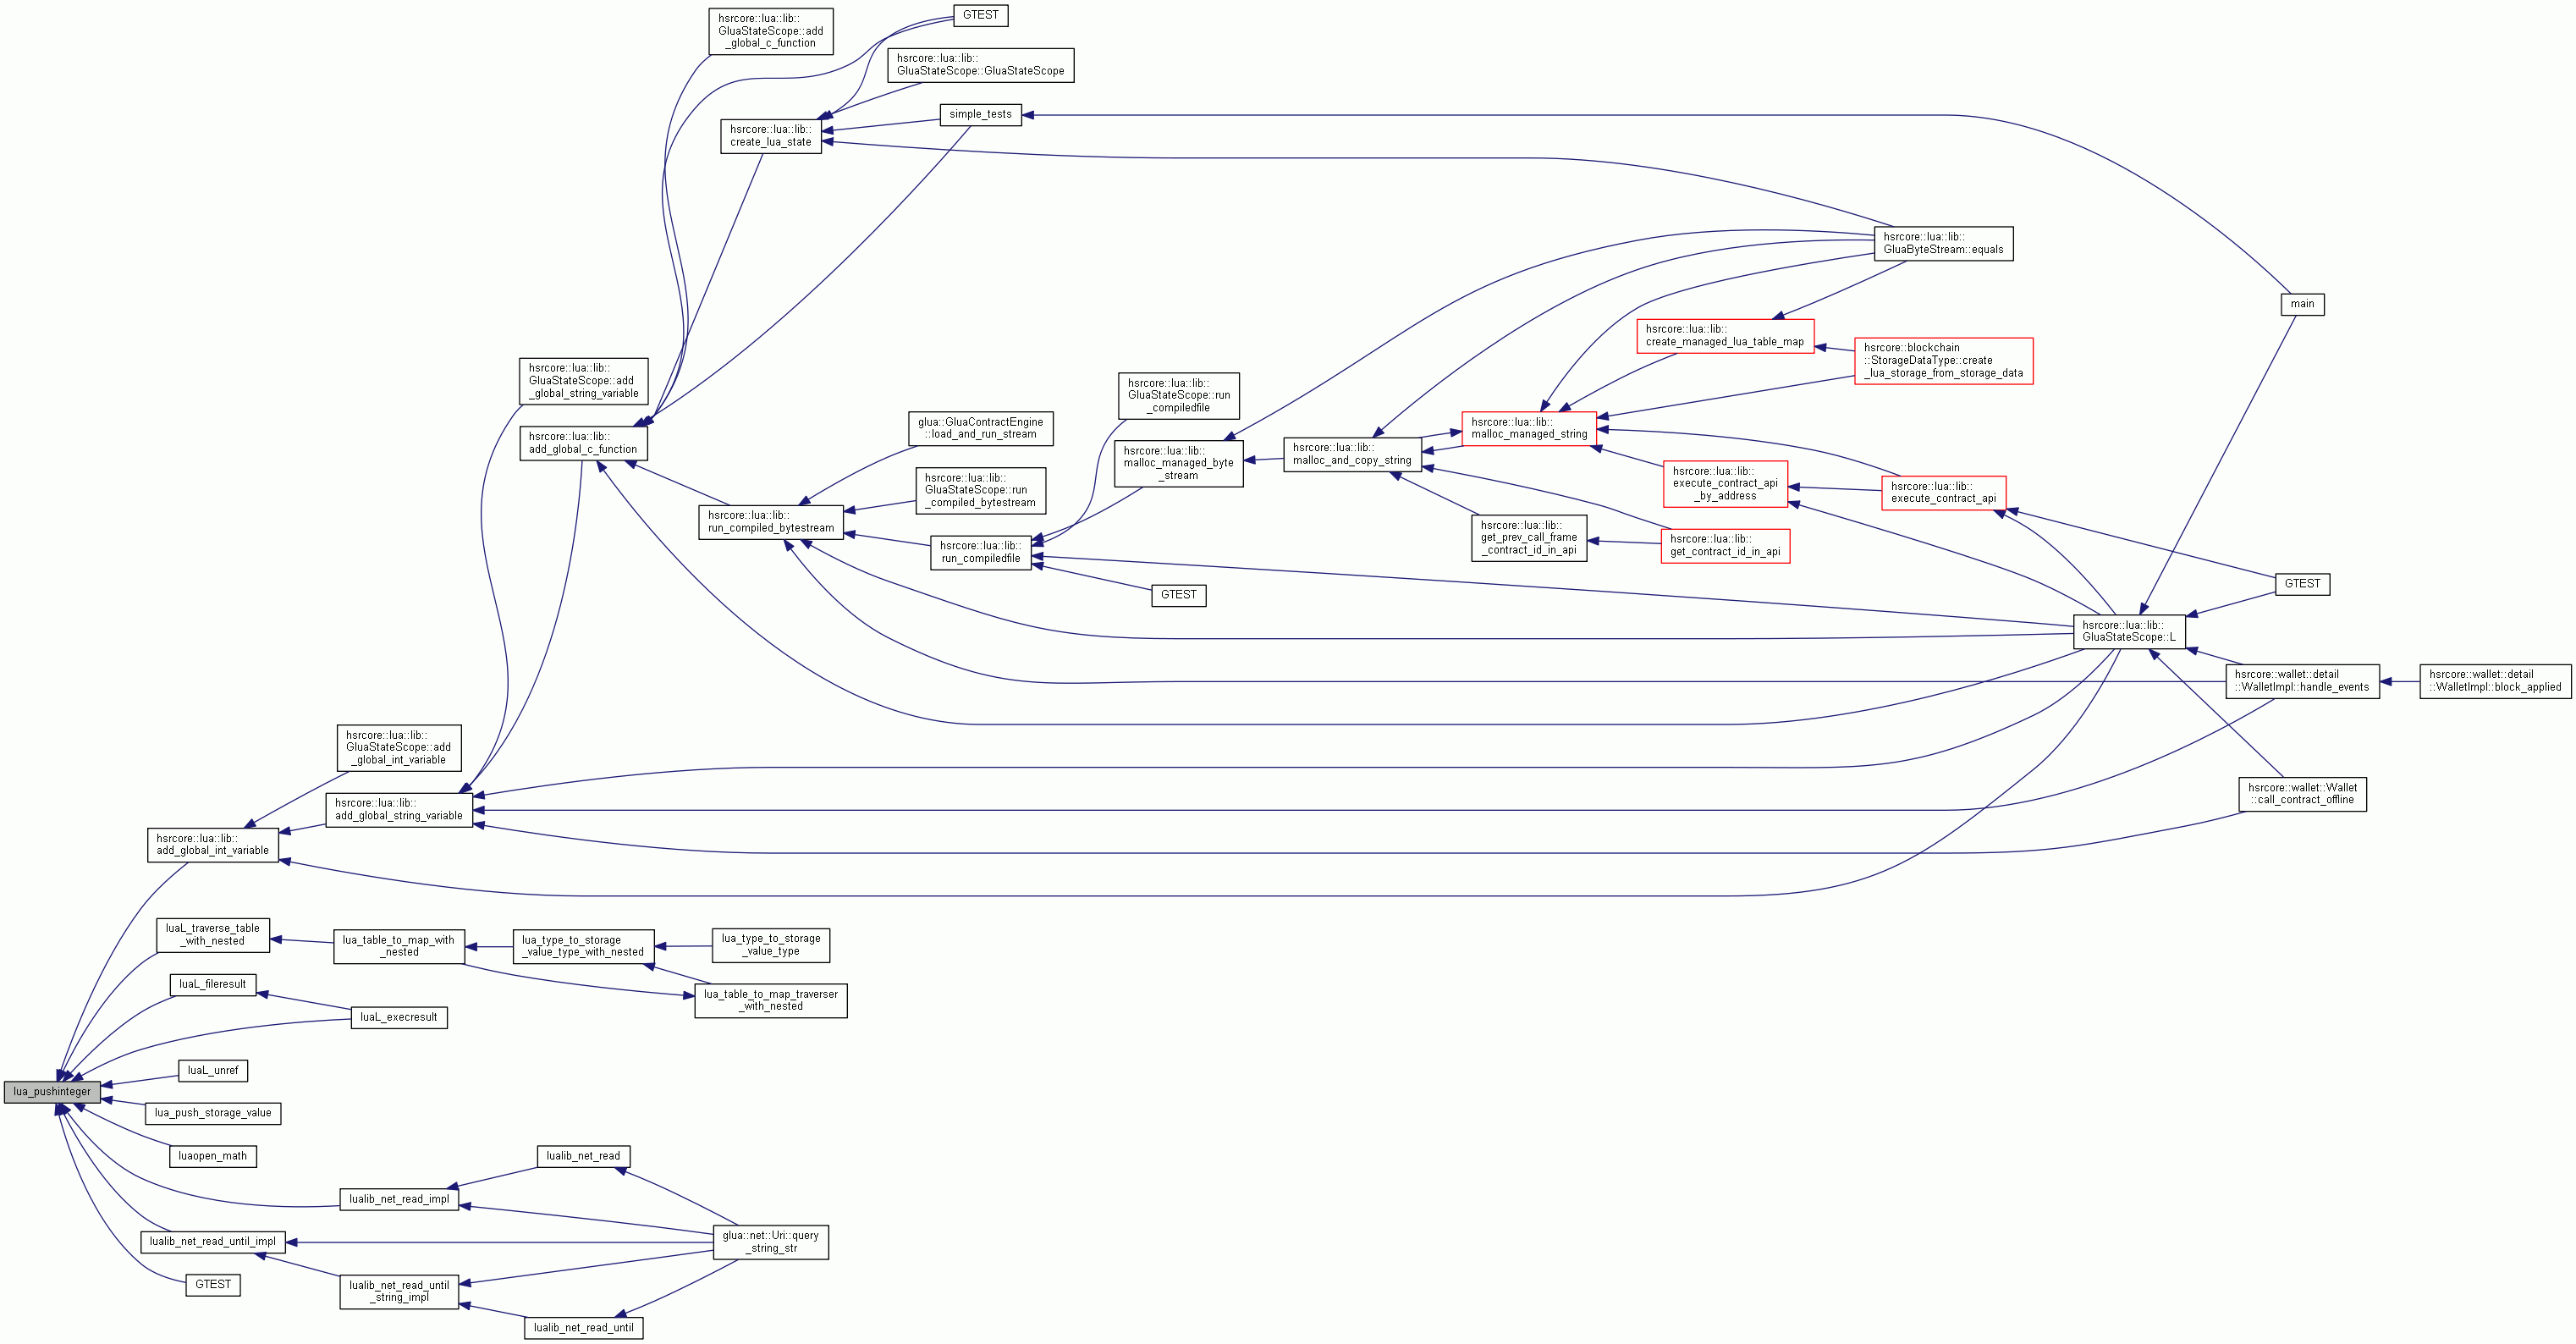 hsrcore::lua::lib::
GluaStateScope::add
_global_c_function
GTEST
hsrcore::lua::lib::
GluaStateScope::GluaStateScope
simple_tests
hsrcore::lua::lib::
create_lua_state
hsrcore::lua::lib::
GluaByteStream::equals
main
hsrcore::lua::lib::
create_managed_lua_table_map
hsrcore::blockchain
::StorageDataType::create
_lua_storage_from_storage_data
hsrcore::lua::lib::
GluaStateScope::add
_global_string_variable
hsrcore::lua::lib::
GluaStateScope::run
_compiledfile
glua::GluaContractEngine
::load_and_run_stream
hsrcore::lua::lib::
malloc_managed_string
hsrcore::lua::lib::
add_global_c_function
hsrcore::lua::lib::
malloc_and_copy_string
hsrcore::lua::lib::
malloc_managed_byte
_stream
hsrcore::lua::lib::
execute_contract_api
_by_address
hsrcore::lua::lib::
GluaStateScope::run
_compiled_bytestream
hsrcore::lua::lib::
execute_contract_api
hsrcore::lua::lib::
run_compiled_bytestream
hsrcore::lua::lib::
get_prev_call_frame
_contract_id_in_api
hsrcore::lua::lib::
get_contract_id_in_api
hsrcore::lua::lib::
run_compiledfile
GTEST
GTEST
hsrcore::lua::lib::
GluaStateScope::L
hsrcore::wallet::detail
::WalletImpl::handle_events
hsrcore::wallet::detail
::WalletImpl::block_applied
hsrcore::lua::lib::
GluaStateScope::add
_global_int_variable
hsrcore::wallet::Wallet
::call_contract_offline
hsrcore::lua::lib::
add_global_string_variable
hsrcore::lua::lib::
add_global_int_variable
luaL_traverse_table
_with_nested
lua_table_to_map_with
_nested
lua_type_to_storage
_value_type_with_nested
lua_type_to_storage
_value_type
luaL_fileresult
lua_table_to_map_traverser
_with_nested
luaL_execresult
luaL_unref
lua_pushinteger
lua_push_storage_value
luaopen_math
lualib_net_read
lualib_net_read_impl
lualib_net_read_until_impl
glua::net::Uri::query
_string_str
GTEST
lualib_net_read_until
_string_impl
lualib_net_read_until